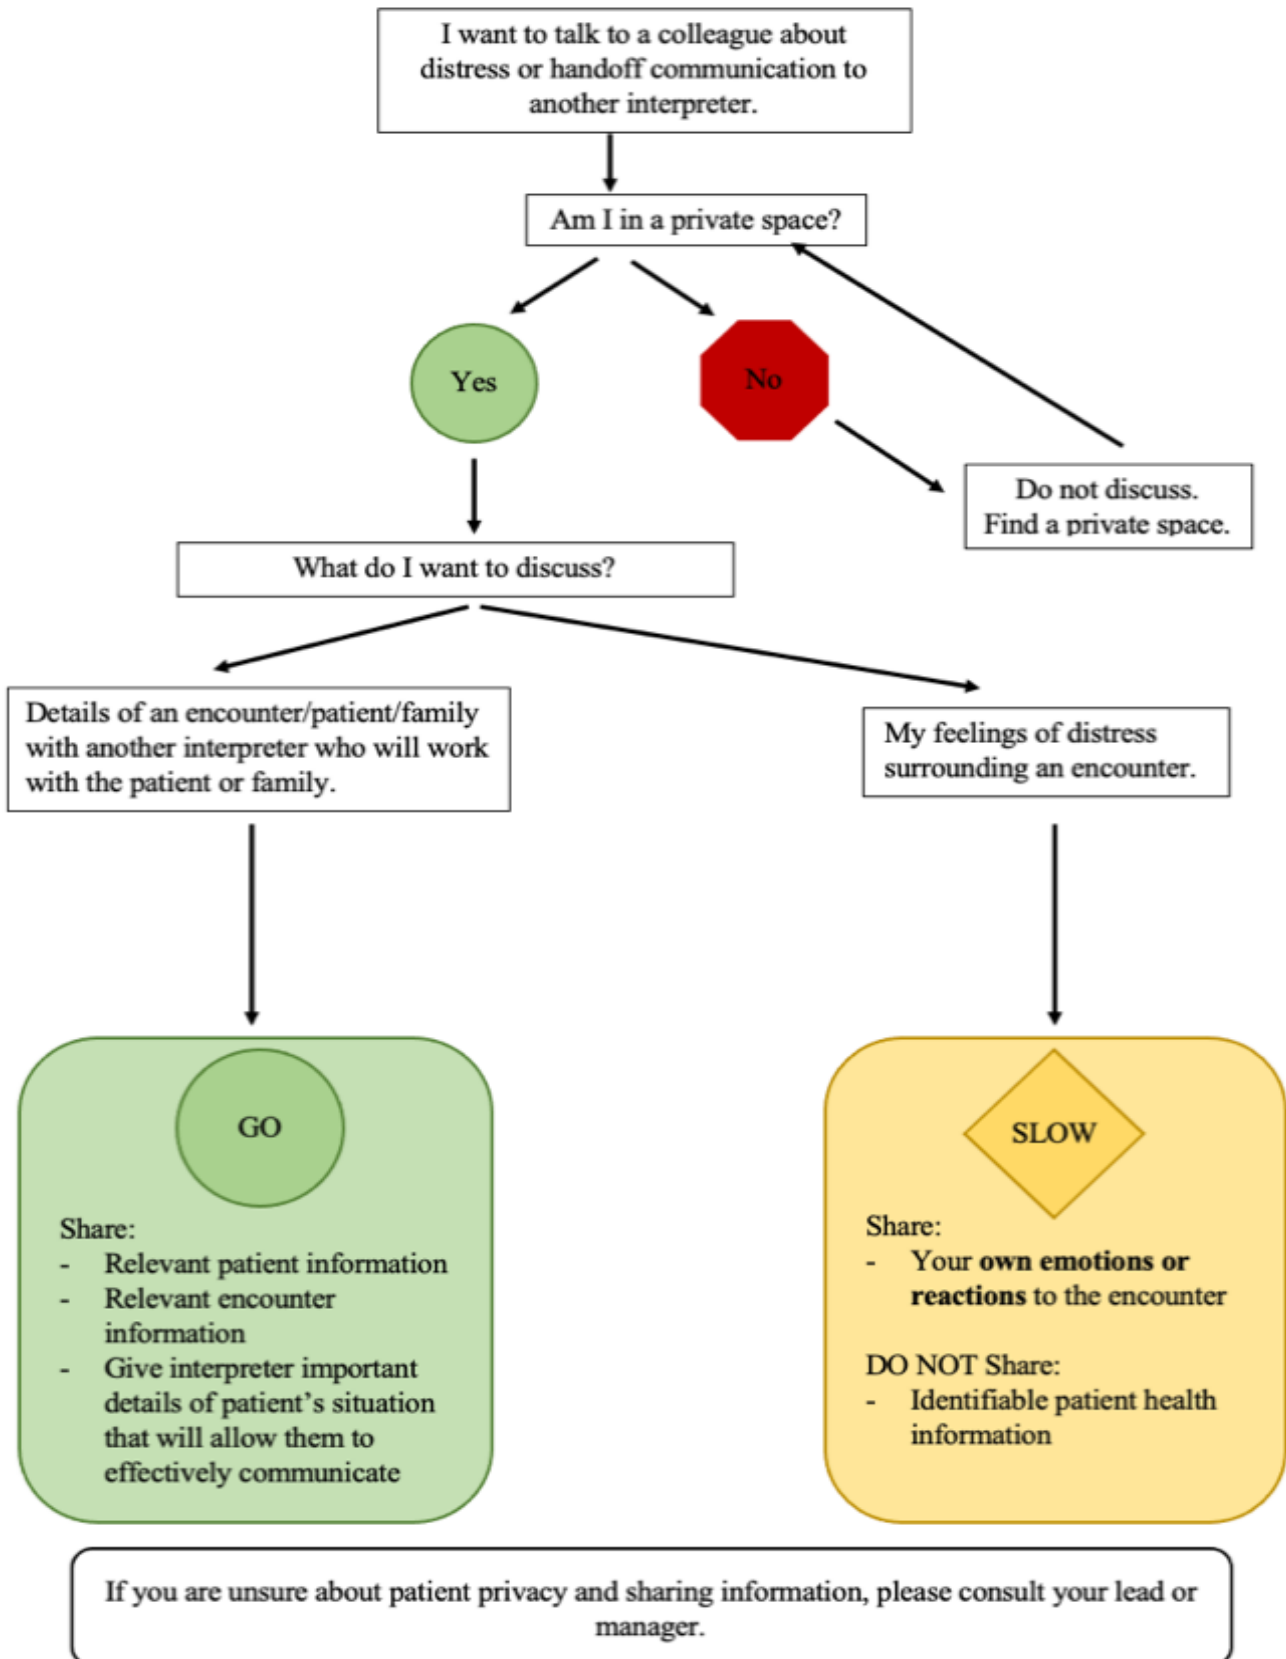 I want to talk to a colleague about
distress or handoff communication to
another interpreter.
Am I in a private space?
Yes
No
Do not discuss.
Find a private space.
What do I want to discuss?
Details of an encounter/patient/family
with another interpreter who will work
with the patient or family.
My feelings of distress
surrounding an encounter.
GO
Share:
- Relevant patient information
- Relevant encounter
information
- Give interpreter important
details of patient’s situation
that will allow them to
effectively communicate
SLOW
Share:
- Your own emotions or
reactions to the encounter
DO NOT Share:
- Identifiable patient health
information
If you are unsure about patient privacy and sharing information, please consult your lead or
manager.